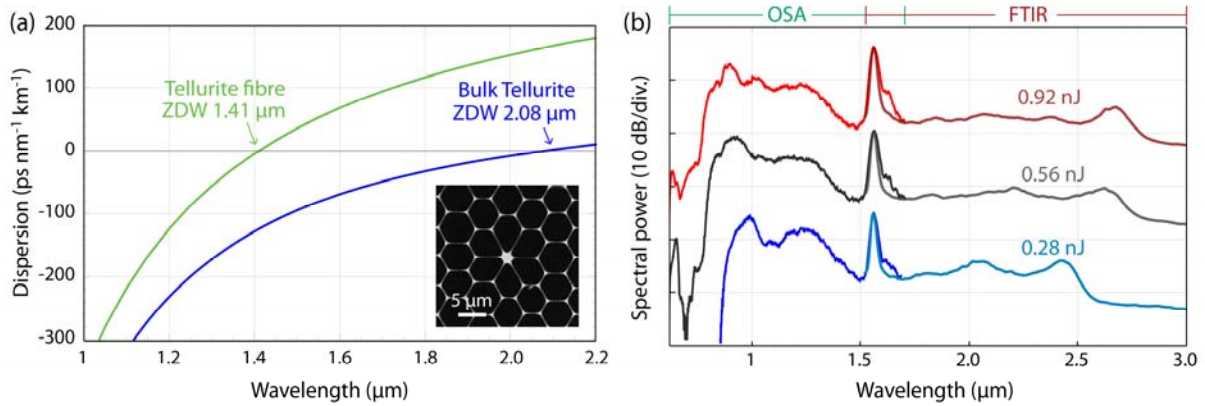 (a)
200
100
0
-100
-200
-300
Dispersion (ps nm⁻¹ km⁻¹)
Tellurite fibre
ZDW 1.41 µm
Bulk Tellurite
ZDW 2.08 µm
5 µm
1
1.2
1.4
1.6
1.8
2.0
2.2
Wavelength (µm)
(b)
OSA
FTIR
Spectral power (10 dB/div.)
0.92 nJ
0.56 nJ
0.28 nJ
1
1.5
2.0
2.5
3.0
Wavelength (µm)